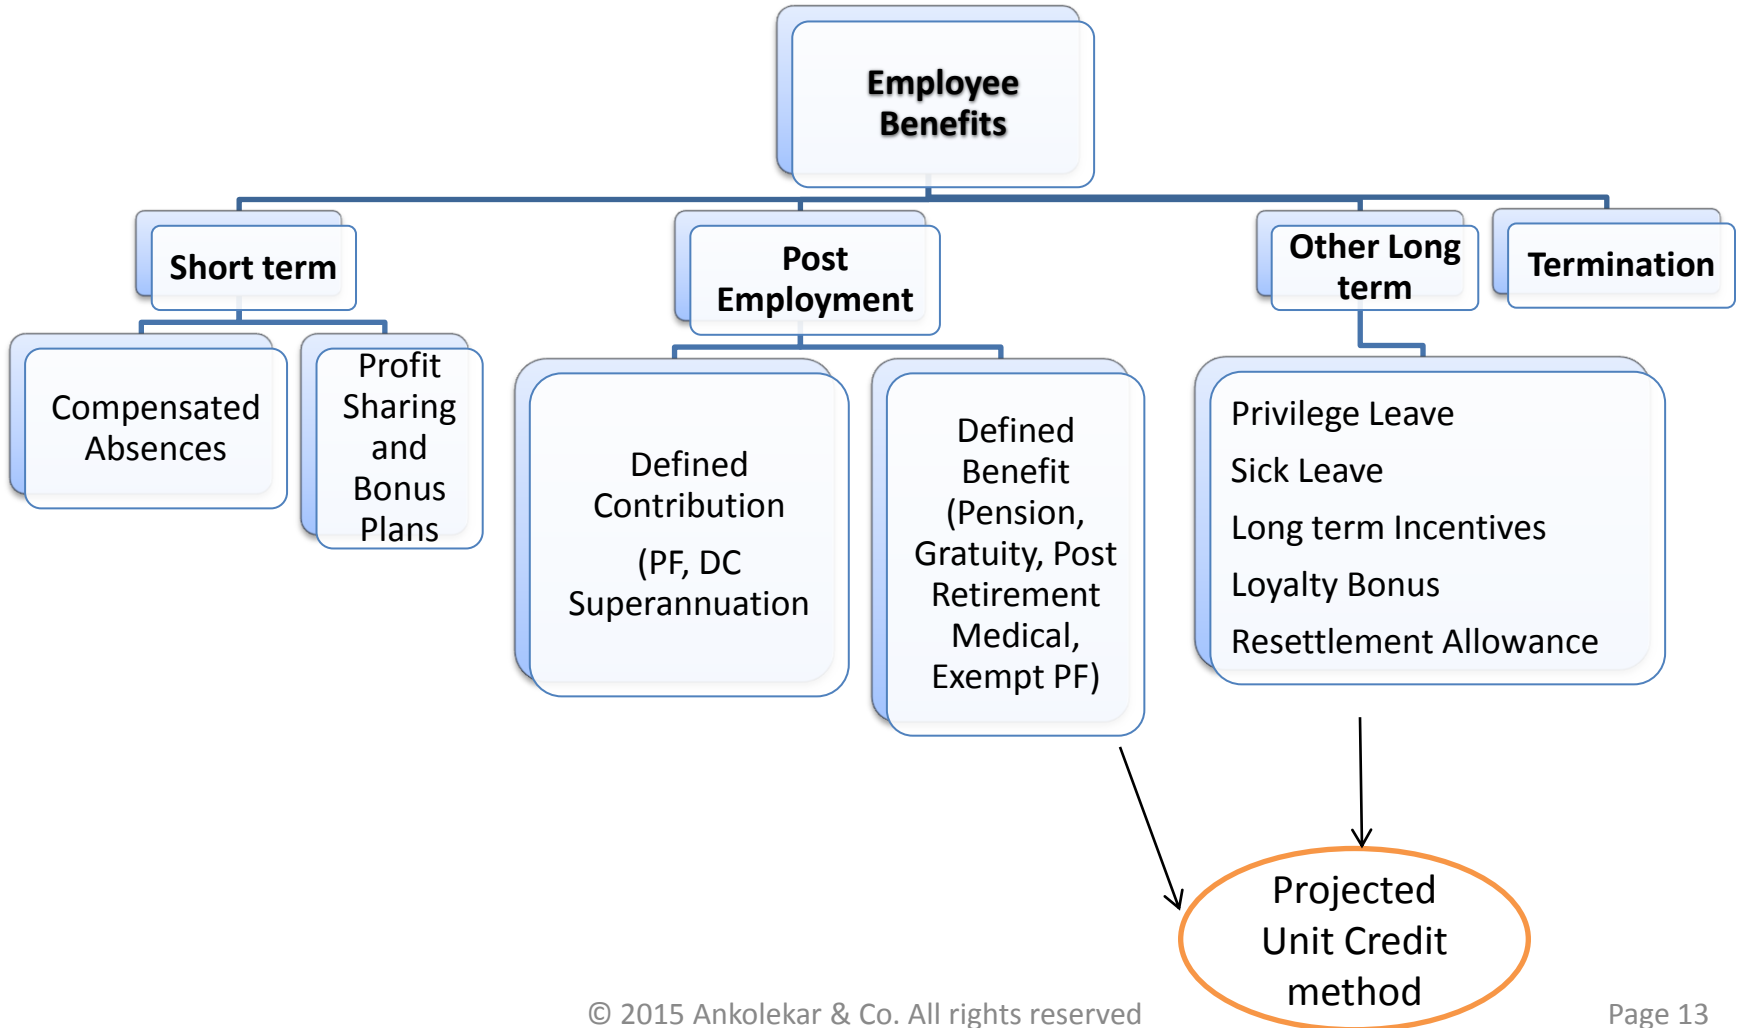 Employee
Benefits
Short term
Post
Employment
Other Long
term
Termination
Compensated
Absences
Profit
Sharing
and
Bonus
Plans
Defined
Contribution
(PF, DC
Superannuation
Defined
Benefit
(Pension,
Gratuity, Post
Retirement
Medical,
Exempt PF)
Privilege Leave
Sick Leave
Long term Incentives
Loyalty Bonus
Resettlement Allowance
Projected
Unit Credit
method
© 2015 Ankolekar & Co. All rights reserved
Page 13